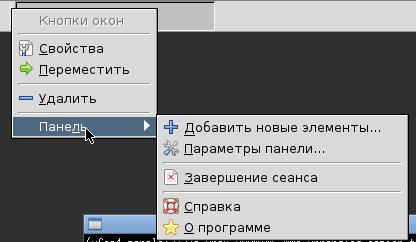 Кнопки окон
Свойства
Переместить
Удалить
Панель
Добавить новые элементы...
Параметры панели...
Завершение сеанса
Справка
О программе